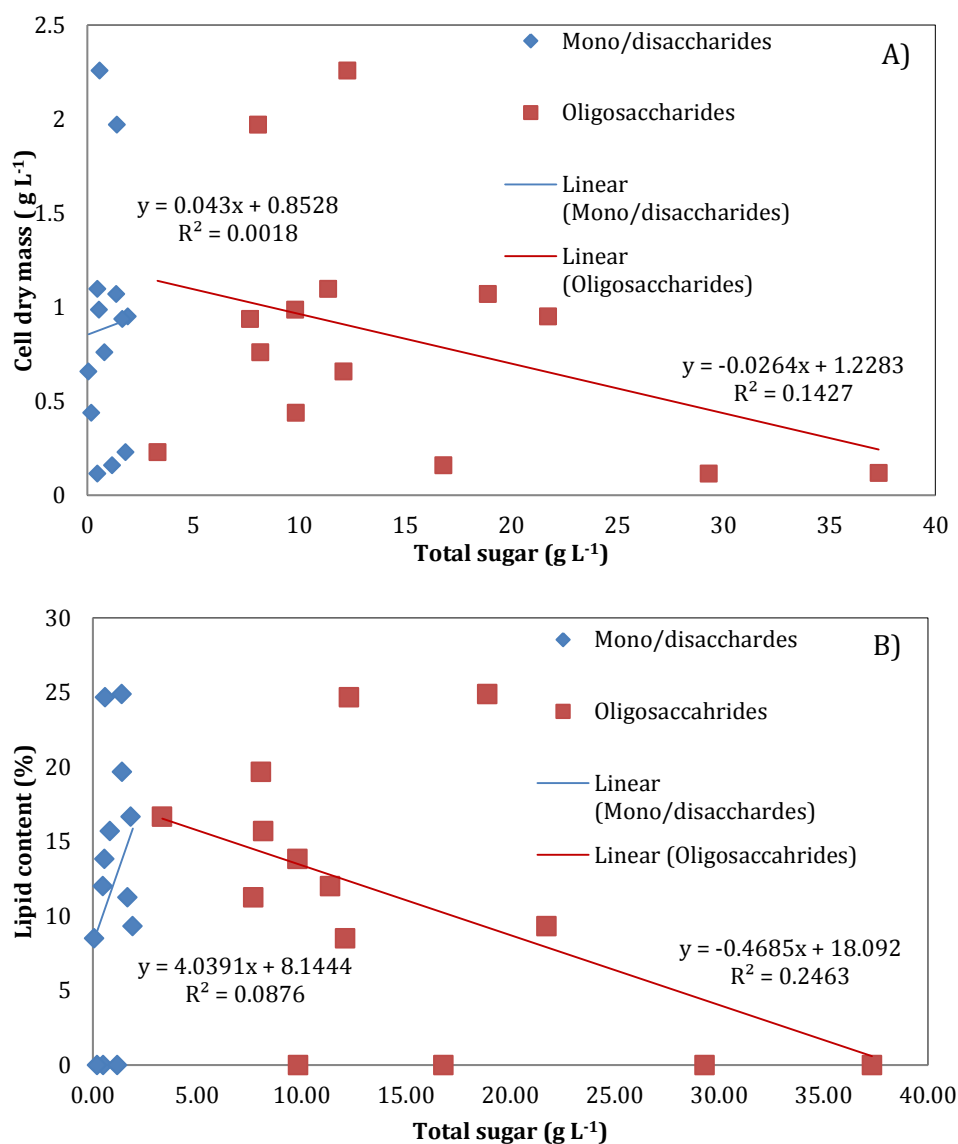 A)
2.5
2
1.5
1
0.5
0
Cell dry mass ( g L⁻¹)
Mono/disaccharides
Oligosaccharides
Linear
(Mono/disaccharides)
Linear
(Oligosaccharides)
y = 0.043x + 0.8528
R² = 0.0018
y = -0.0264x + 1.2283
R² = 0.1427
0 5 10 15 20 25 30 35 40
Total sugar (g L⁻¹)
B)
30
25
20
15
10
5
0
Lipid content (%)
Mono/disacchardes
Oligosaccahrides
Linear
(Mono/disacchardes)
Linear (Oligosaccahrides)
y = 4.0391x + 8.1444
R² = 0.0876
y = -0.4685x + 18.092
R² = 0.2463
0.00 5.00 10.00 15.00 20.00 25.00 30.00 35.00 40.00
Total sugar (g L⁻¹)